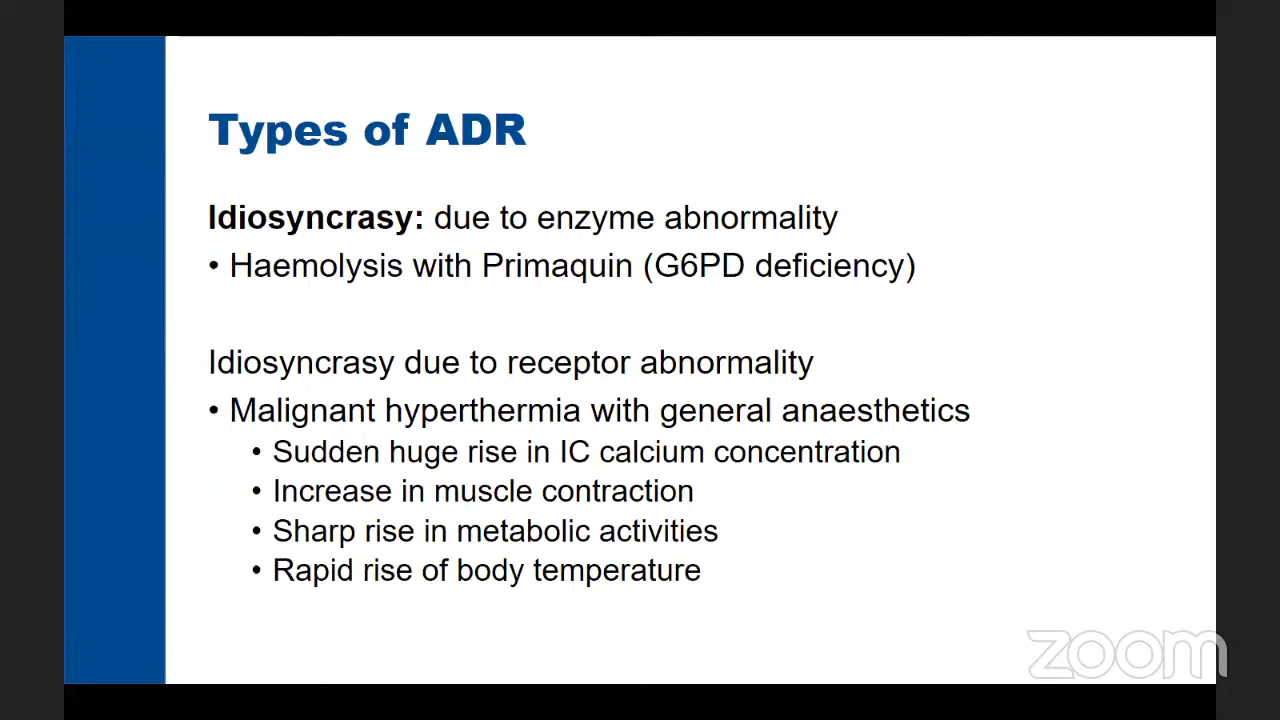 Types of ADR
Idiosyncrasy: due to enzyme abnormality
• Haemolysis with Primaquin (G6PD deficiency)
Idiosyncrasy due to receptor abnormality
• Malignant hyperthermia with general anaesthetics
• Sudden huge rise in IC calcium concentration
• Increase in muscle contraction
• Sharp rise in metabolic activities
• Rapid rise of body temperature
zoom